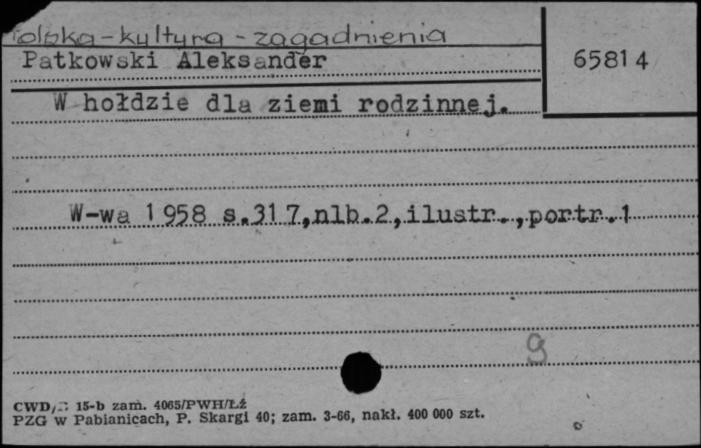 Polska - kultura - zagadnienia
Patkowski Aleksander
65814
W hołdzie dla ziemi rodzinnej.
W-wa 1958 s.317,nlb.2,ilustr.,portr.1
9
CWD, 15-b zam. 4065/PWH/Łż
PZG w Pabianicach, P. Skargi 40; zam. 3-66, nakł. 400 000 szt.